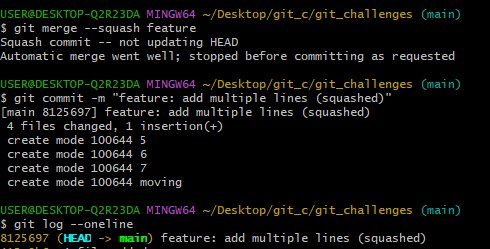 USER@DESKTOP-Q2R23DA MINGW64 ~/Desktop/git_c/git_challenges (main)
$ git merge --squash feature
Squash commit -- not updating HEAD
Automatic merge went well; stopped before committing as requested
USER@DESKTOP-Q2R23DA MINGW64 ~/Desktop/git_c/git_challenges (main)
$ git commit -m "feature: add multiple lines (squashed)"
[main 8125697] feature: add multiple lines (squashed)
4 files changed, 1 insertion(+)
create mode 100644 5
create mode 100644 6
create mode 100644 7
create mode 100644 moving
USER@DESKTOP-Q2R23DA MINGW64 ~/Desktop/git_c/git_challenges (main)
$ git log --oneline
8125697 (HEAD -> main) feature: add multiple lines (squashed)